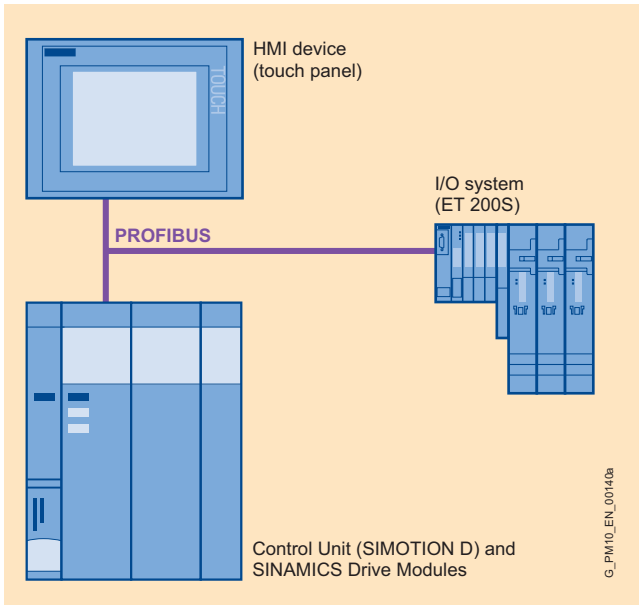 HMI device
(touch panel)
TOUCH
I/O system
(ET 200S)
PROFIBUS
Control Unit (SIMOTION D) and
SINAMICS Drive Modules
G_PM10_EN_00140a